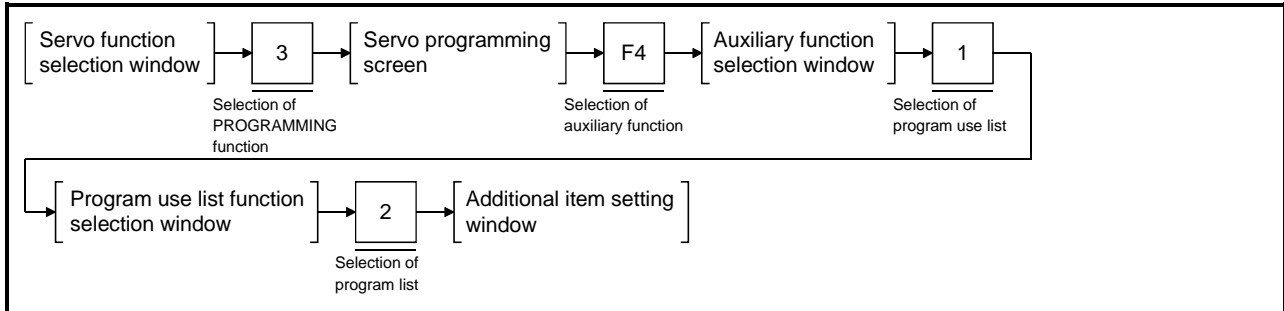 Servo function
selection window
3
Servo programming
screen
F4
Auxiliary function
selection window
1
Selection of
PROGRAMMING
function
Selection of
auxiliary function
Selection of
program use list
Program use list function
selection window
2
Additional item setting
window
Selection of
program list